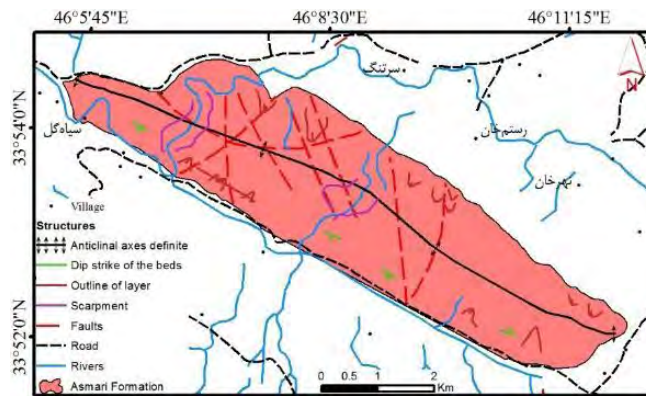 46°5'45"E 46°8'30"E 46°11'15"E
33°54'0"N
33°52'0"N
سرتنگ
رستم‌خان
نهرخان
سیاه‌گل
N
Village
Structures
Anticlinal axes definite
Dip strike of the beds
Outline of layer
Scarpment
Faults
Road
Rivers
Asmari Formation
0 0.5 1 2
Km